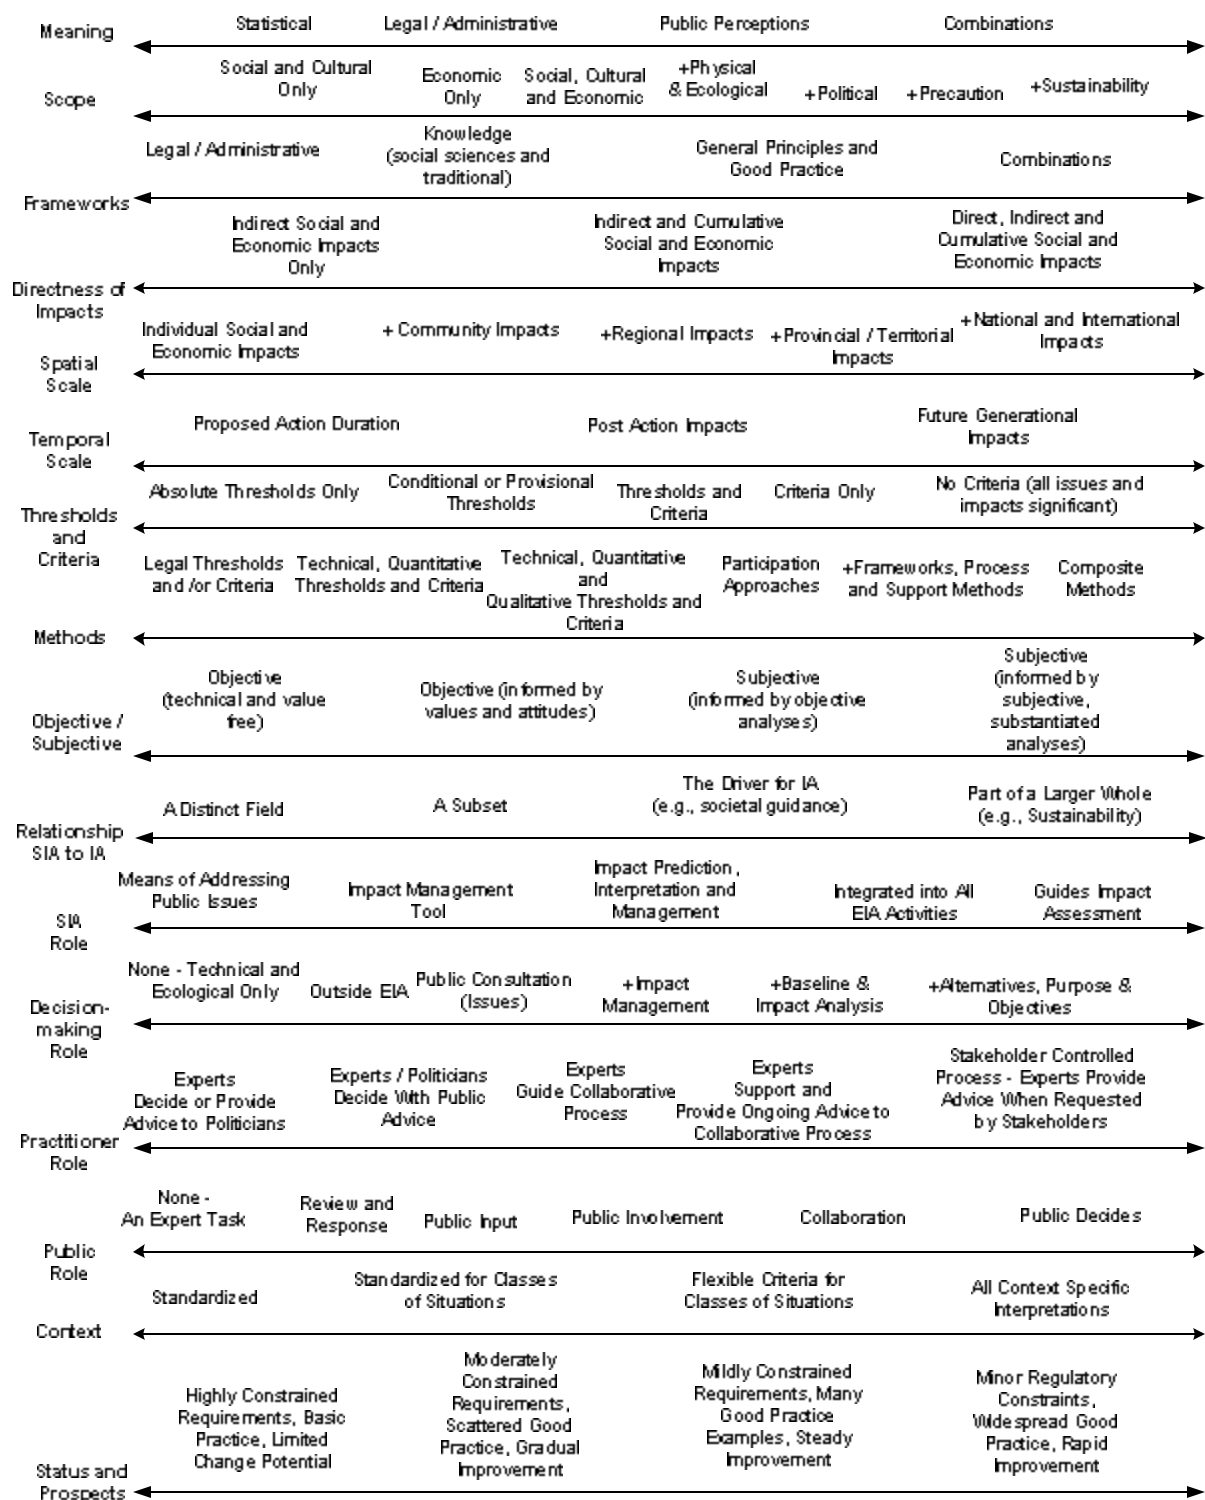 Meaning
Statistical
Legal / Administrative
Public Perceptions
Combinations
Scope
Social and Cultural
Only
Economic
Only
Social, Cultural
and Economic
+Physical
& Ecological
+Political
+Precaution
+Sustainability
Frameworks
Legal / Administrative
Knowledge
(social sciences and
traditional)
General Principles and
Good Practice
Combinations
Directness of
Impacts
Indirect Social and
Economic Impacts
Only
Indirect and Cumulative
Social and Economic
Impacts
Direct, Indirect and
Cumulative Social and
Economic Impacts
Spatial
Scale
Individual Social and
Economic Impacts
+ Community Impacts
+Regional Impacts
+Provincial / Territorial
Impacts
+National and International
Impacts
Temporal
Scale
Proposed Action Duration
Post Action Impacts
Future Generational
Impacts
Thresholds
and
Criteria
Absolute Thresholds Only
Conditional or Provisional
Thresholds
Thresholds and
Criteria
Criteria Only
No Criteria (all issues and
impacts significant)
Methods
Legal Thresholds
and /or Criteria
Technical, Quantitative
Thresholds and Criteria
Technical, Quantitative
and
Qualitative Thresholds and
Criteria
Participation
Approaches
+Frameworks, Process
and Support Methods
Composite
Methods
Objective /
Subjective
Objective
(technical and value
free)
Objective (informed by
values and attitudes)
Subjective
(informed by objective
analyses)
Subjective
(informed by
subjective,
substantiated
analyses)
Relationship
SIA to IA
A Distinct Field
A Subset
The Driver for IA
(e.g., societal guidance)
Part of a Larger Whole
(e.g., Sustainability)
SIA
Role
Means of Addressing
Public Issues
Impact Management
Tool
Impact Prediction,
Interpretation and
Management
Integrated into All
EIA Activities
Guides Impact
Assessment
Decision-
making
Role
None - Technical and
Ecological Only
Outside EIA
Public Consultation
(Issues)
+Impact
Management
+Baseline &
Impact Analysis
+Alternatives, Purpose &
Objectives
Practitioner
Role
Experts
Decide or Provide
Advice to Politicians
Experts / Politicians
Decide With Public
Advice
Experts
Guide Collaborative
Process
Experts
Support and
Provide Ongoing Advice to
Collaborative Process
Stakeholder Controlled
Process - Experts Provide
Advice When Requested
by Stakeholders
Public
Role
None -
An Expert Task
Review and
Response
Public Input
Public Involvement
Collaboration
Public Decides
Context
Standardized
Standardized for Classes
of Situations
Flexible Criteria for
Classes of Situations
All Context Specific
Interpretations
Status and
Prospects
Highly Constrained
Requirements, Basic
Practice, Limited
Change Potential
Moderately
Constrained
Requirements,
Scattered Good
Practice, Gradual
Improvement
Mildly Constrained
Requirements, Many
Good Practice
Examples, Steady
Improvement
Minor Regulatory
Constraints,
Widespread Good
Practice, Rapid
Improvement